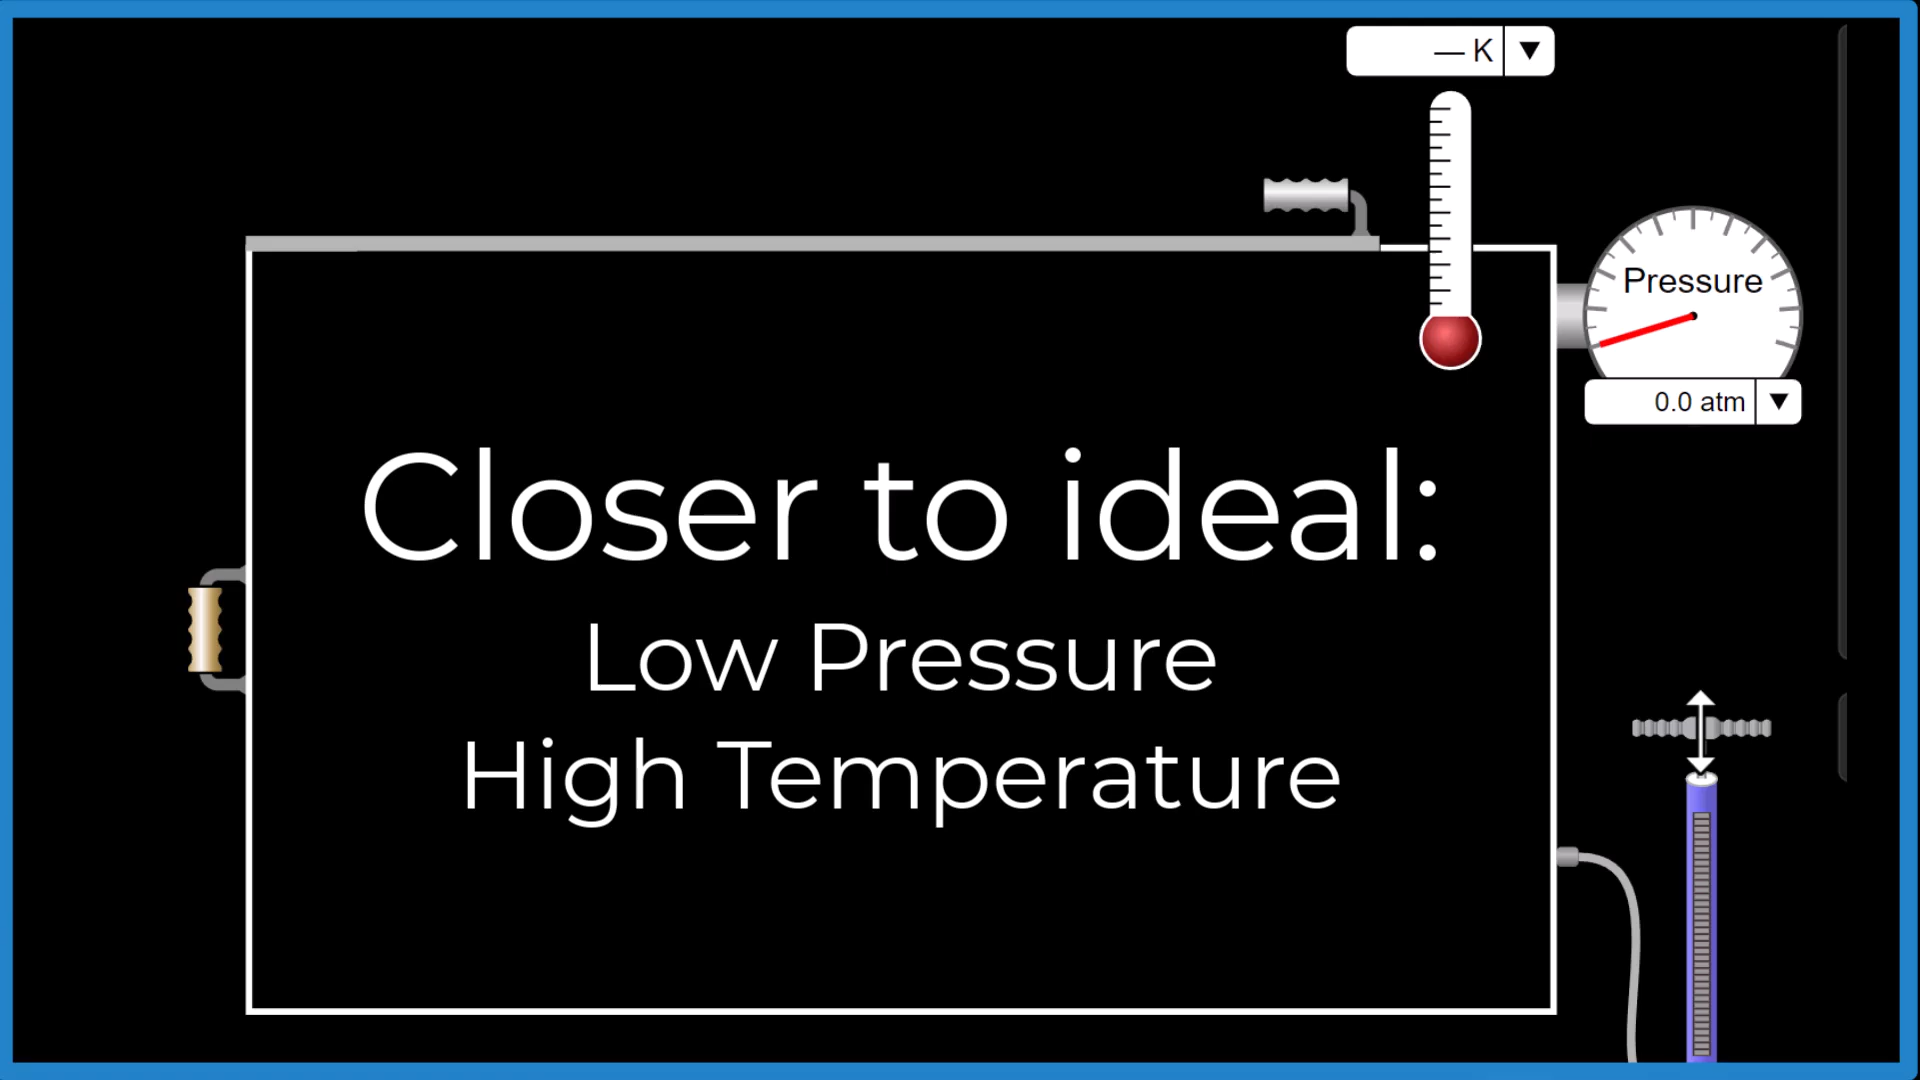 — K
Pressure
0.0 atm
Closer to ideal:
Low Pressure
High Temperature